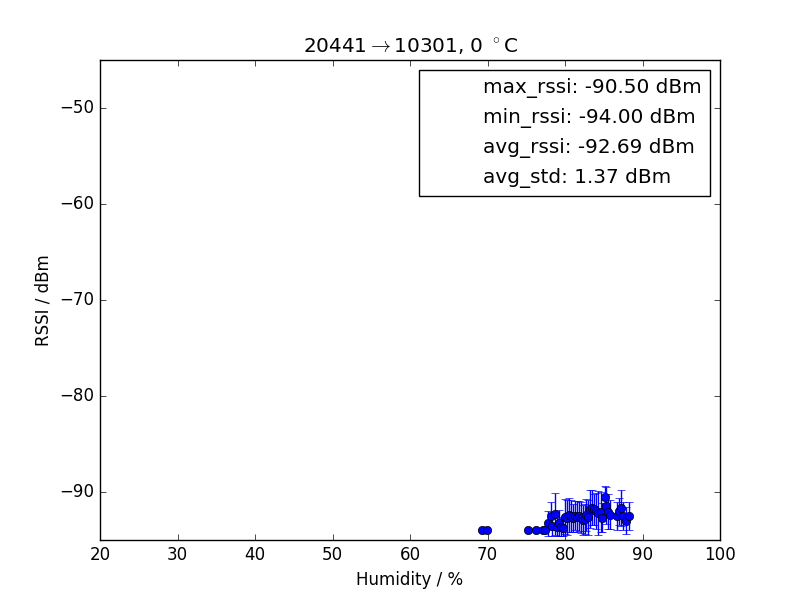 20441→10301, 0 °C
max_rssi: -90.50 dBm
min_rssi: -94.00 dBm
avg_rssi: -92.69 dBm
avg_std: 1.37 dBm
RSSI / dBm
−50
−60
−70
−80
−90
20 30 40 50 60 70 80 90 100
Humidity / %